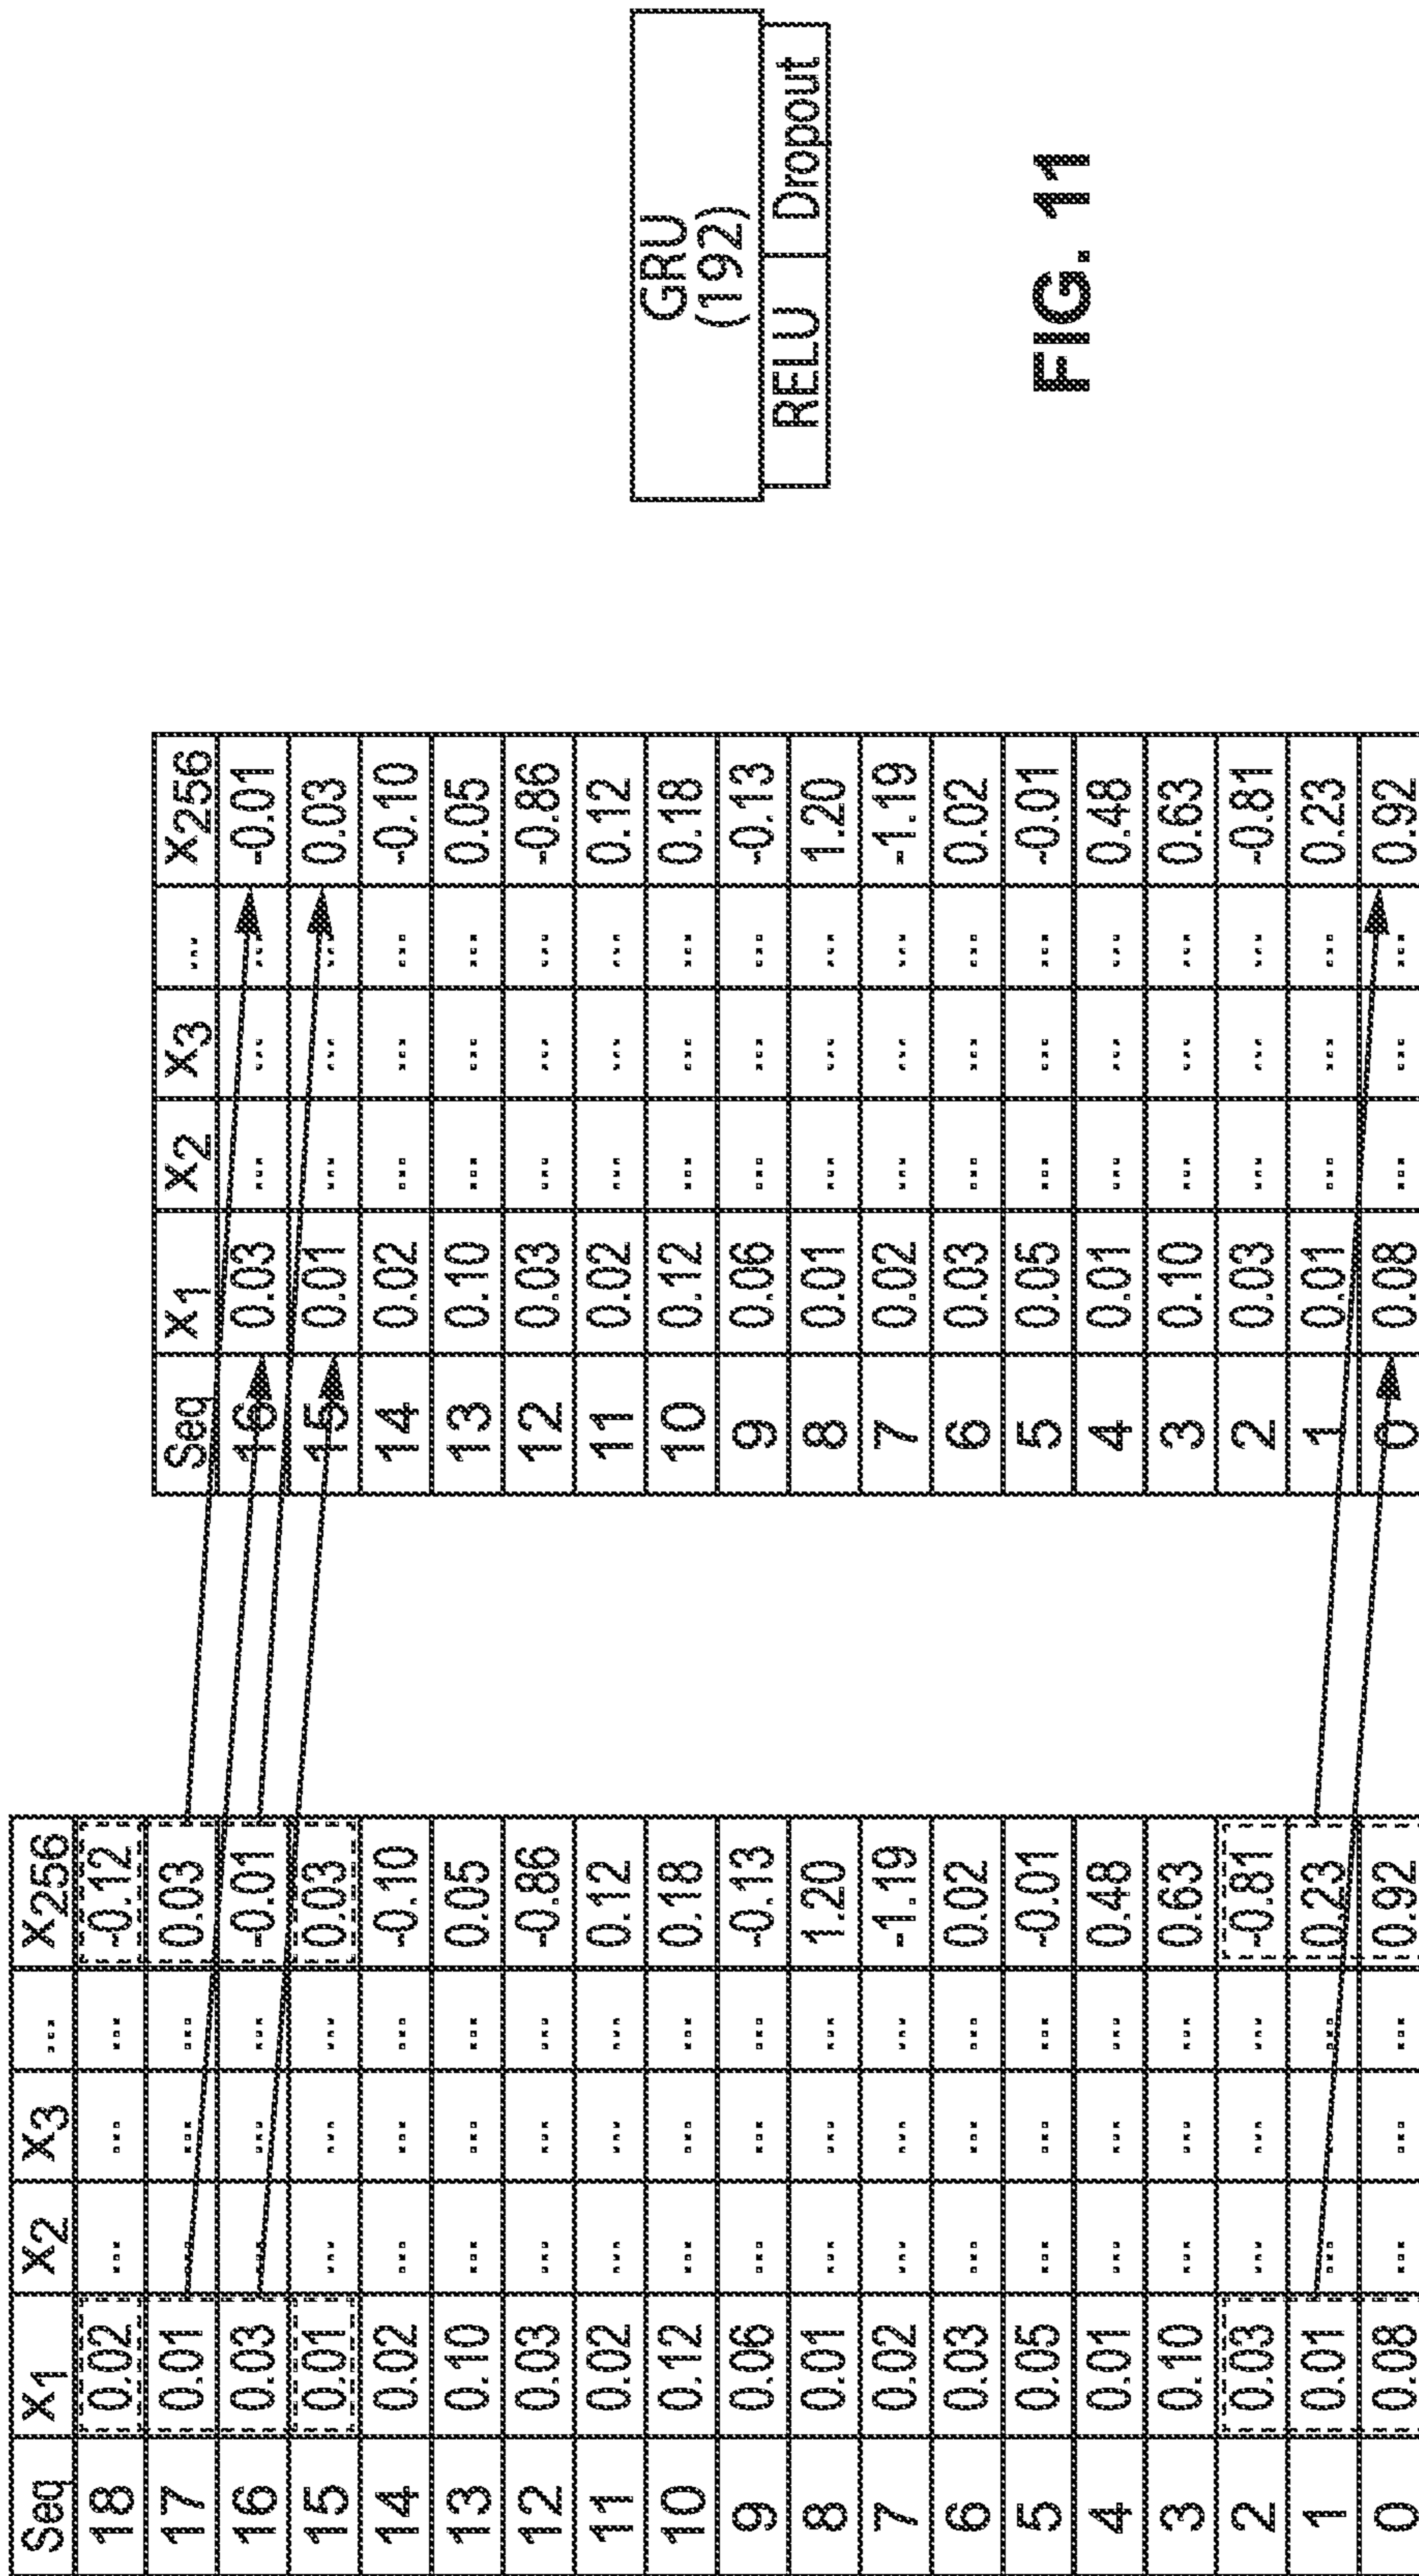 Seq X1 X2 X3 ... X256
18 0.02 ... ... ... -0.12
17 0.01 ... ... ... 0.03
16 0.03 ... ... ... -0.01
15 0.01 ... ... ... 0.03
14 0.02 ... ... ... -0.10
13 0.10 ... ... ... 0.05
12 0.03 ... ... ... -0.86
11 0.02 ... ... ... 0.12
10 0.12 ... ... ... 0.18
9 0.06 ... ... ... -0.13
8 0.01 ... ... ... 1.20
7 0.02 ... ... ... -1.19
6 0.03 ... ... ... 0.02
5 0.05 ... ... ... -0.01
4 0.01 ... ... ... 0.48
3 0.10 ... ... ... 0.63
2 0.03 ... ... ... -0.81
1 0.01 ... ... ... 0.23
0 0.08 ... ... ... 0.92
Seq X1 X2 X3 ... X256
16 0.03 ... ... ... -0.01
15 0.01 ... ... ... 0.03
14 0.02 ... ... ... -0.10
13 0.10 ... ... ... 0.05
12 0.03 ... ... ... -0.86
11 0.02 ... ... ... 0.12
10 0.12 ... ... ... 0.18
9 0.06 ... ... ... -0.13
8 0.01 ... ... ... 1.20
7 0.02 ... ... ... -1.19
6 0.03 ... ... ... 0.02
5 0.05 ... ... ... -0.01
4 0.01 ... ... ... 0.48
3 0.10 ... ... ... 0.63
2 0.03 ... ... ... -0.81
1 0.01 ... ... ... 0.23
0 0.08 ... ... ... 0.92
GRU
(192)
RELU Dropout
FIG. 11